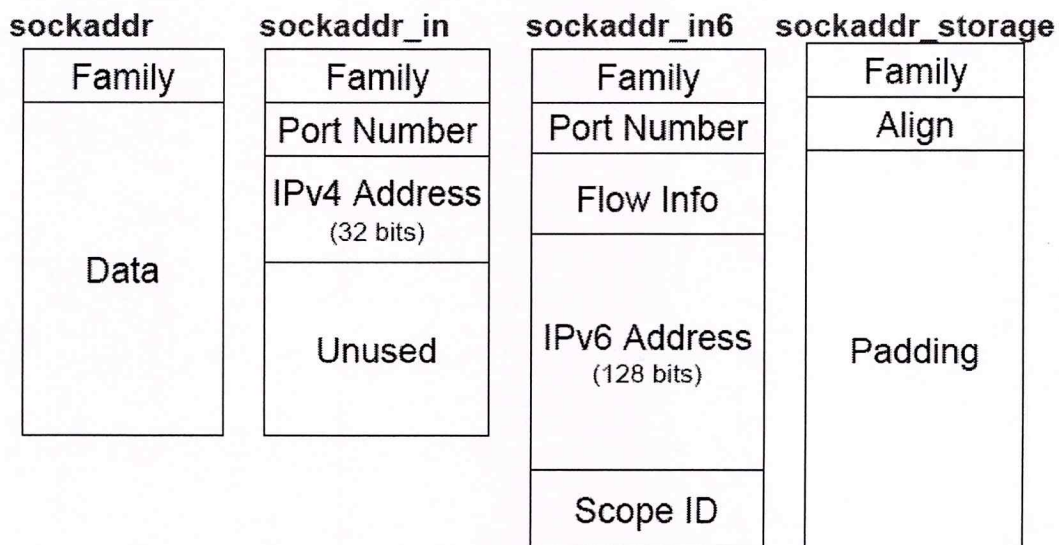 sockaddr
Family
Data
sockaddr_in
Family
Port Number
IPv4 Address
(32 bits)
Unused
sockaddr_in6
Family
Port Number
Flow Info
IPv6 Address
(128 bits)
Scope ID
sockaddr_storage
Family
Align
Padding